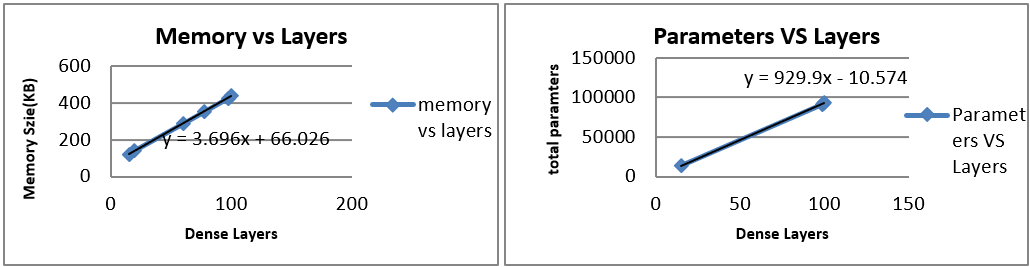 Memory vs Layers
Memory Szie(KB)
600
400
200
0
y = 3.696x + 66.026
0 100 200
Dense Layers
memory
vs layers
Parameters VS Layers
total paramters
150000
100000
50000
0
y = 929.9x - 10.574
0 50 100 150
Dense Layers
Paramet
ers VS
Layers